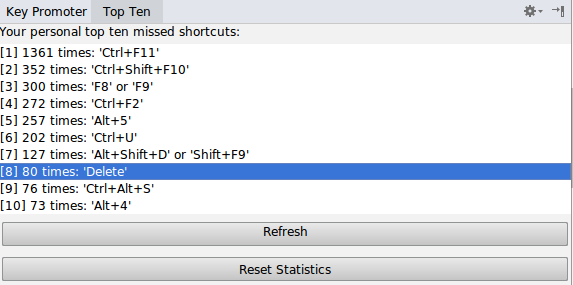 Key Promoter Top Ten
Your personal top ten missed shortcuts:
[1] 1361 times: 'Ctrl+F11'
[2] 352 times: 'Ctrl+Shift+F10'
[3] 300 times: 'F8' or 'F9'
[4] 272 times: 'Ctrl+F2'
[5] 257 times: 'Alt+5'
[6] 202 times: 'Ctrl+U'
[7] 127 times: 'Alt+Shift+D' or 'Shift+F9'
[8] 80 times: 'Delete'
[9] 76 times: 'Ctrl+Alt+S'
[10] 73 times: 'Alt+4'
Refresh
Reset Statistics